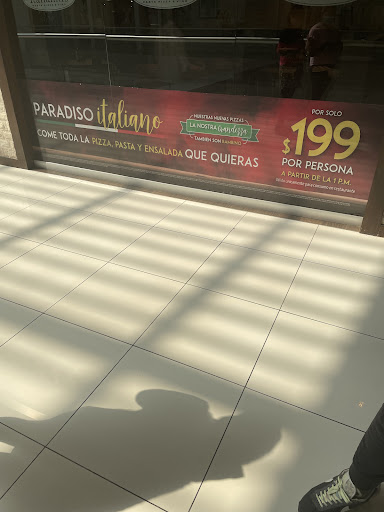 PARADISO italiano
COME TODA LA PIZZA, PASTA Y ENSALADA QUE QUIERAS
NUESTRAS NUEVAS PIZZAS
LA NOSTRA Grandezza
TAMBIÉN SON PARADISO
POR SOLO
$199
POR PERSONA
A PARTIR DE LA 1 P.M.